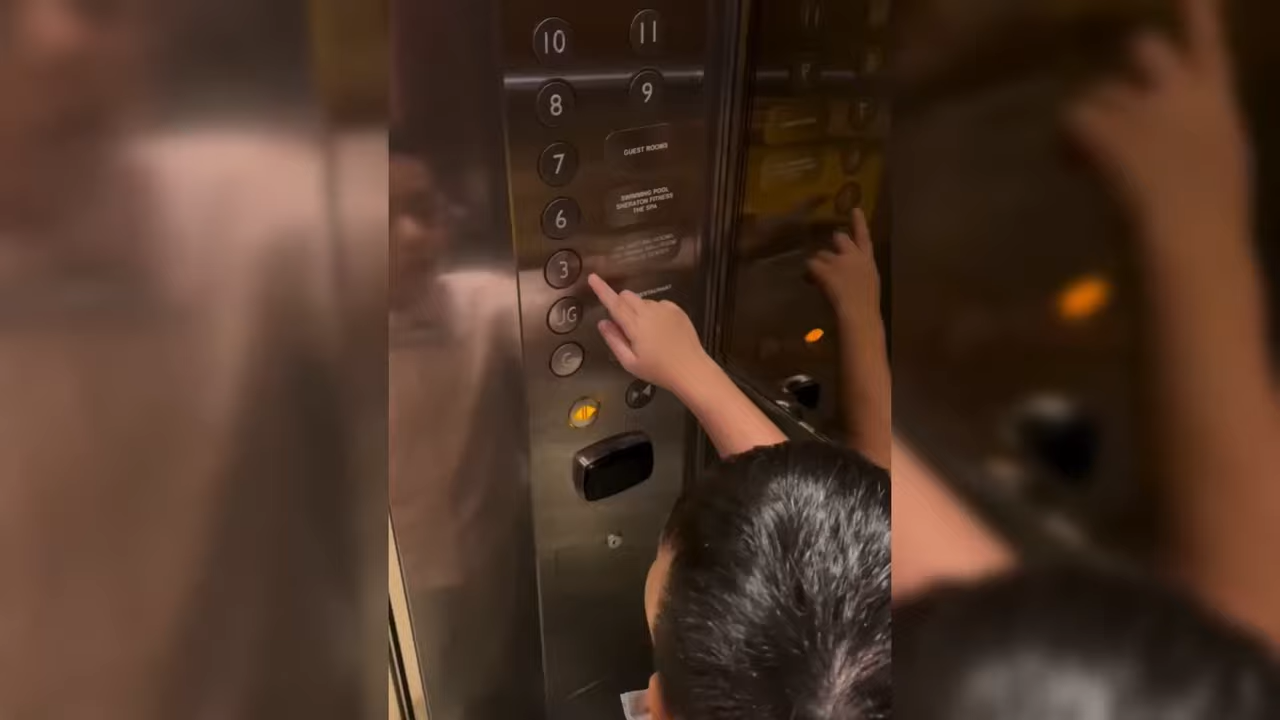 10 11
8 9
7 GUEST ROOMS
6 SWIMMING POOL
SHERATON FITNESS
THE SPA
3
UG
G